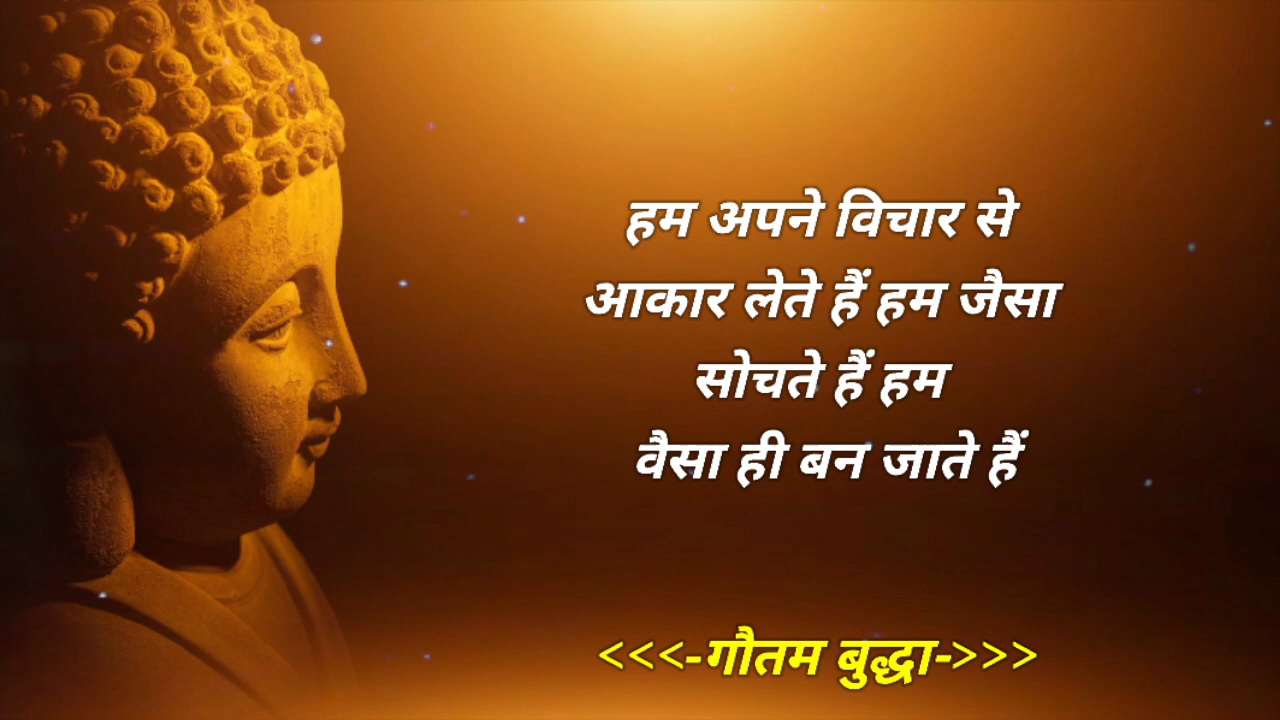 हम अपने विचार से
आकार लेते हैं हम जैसा
सोचते हैं हम
वैसा ही बन जाते हैं
<<<-गौतम बुद्धा->>>